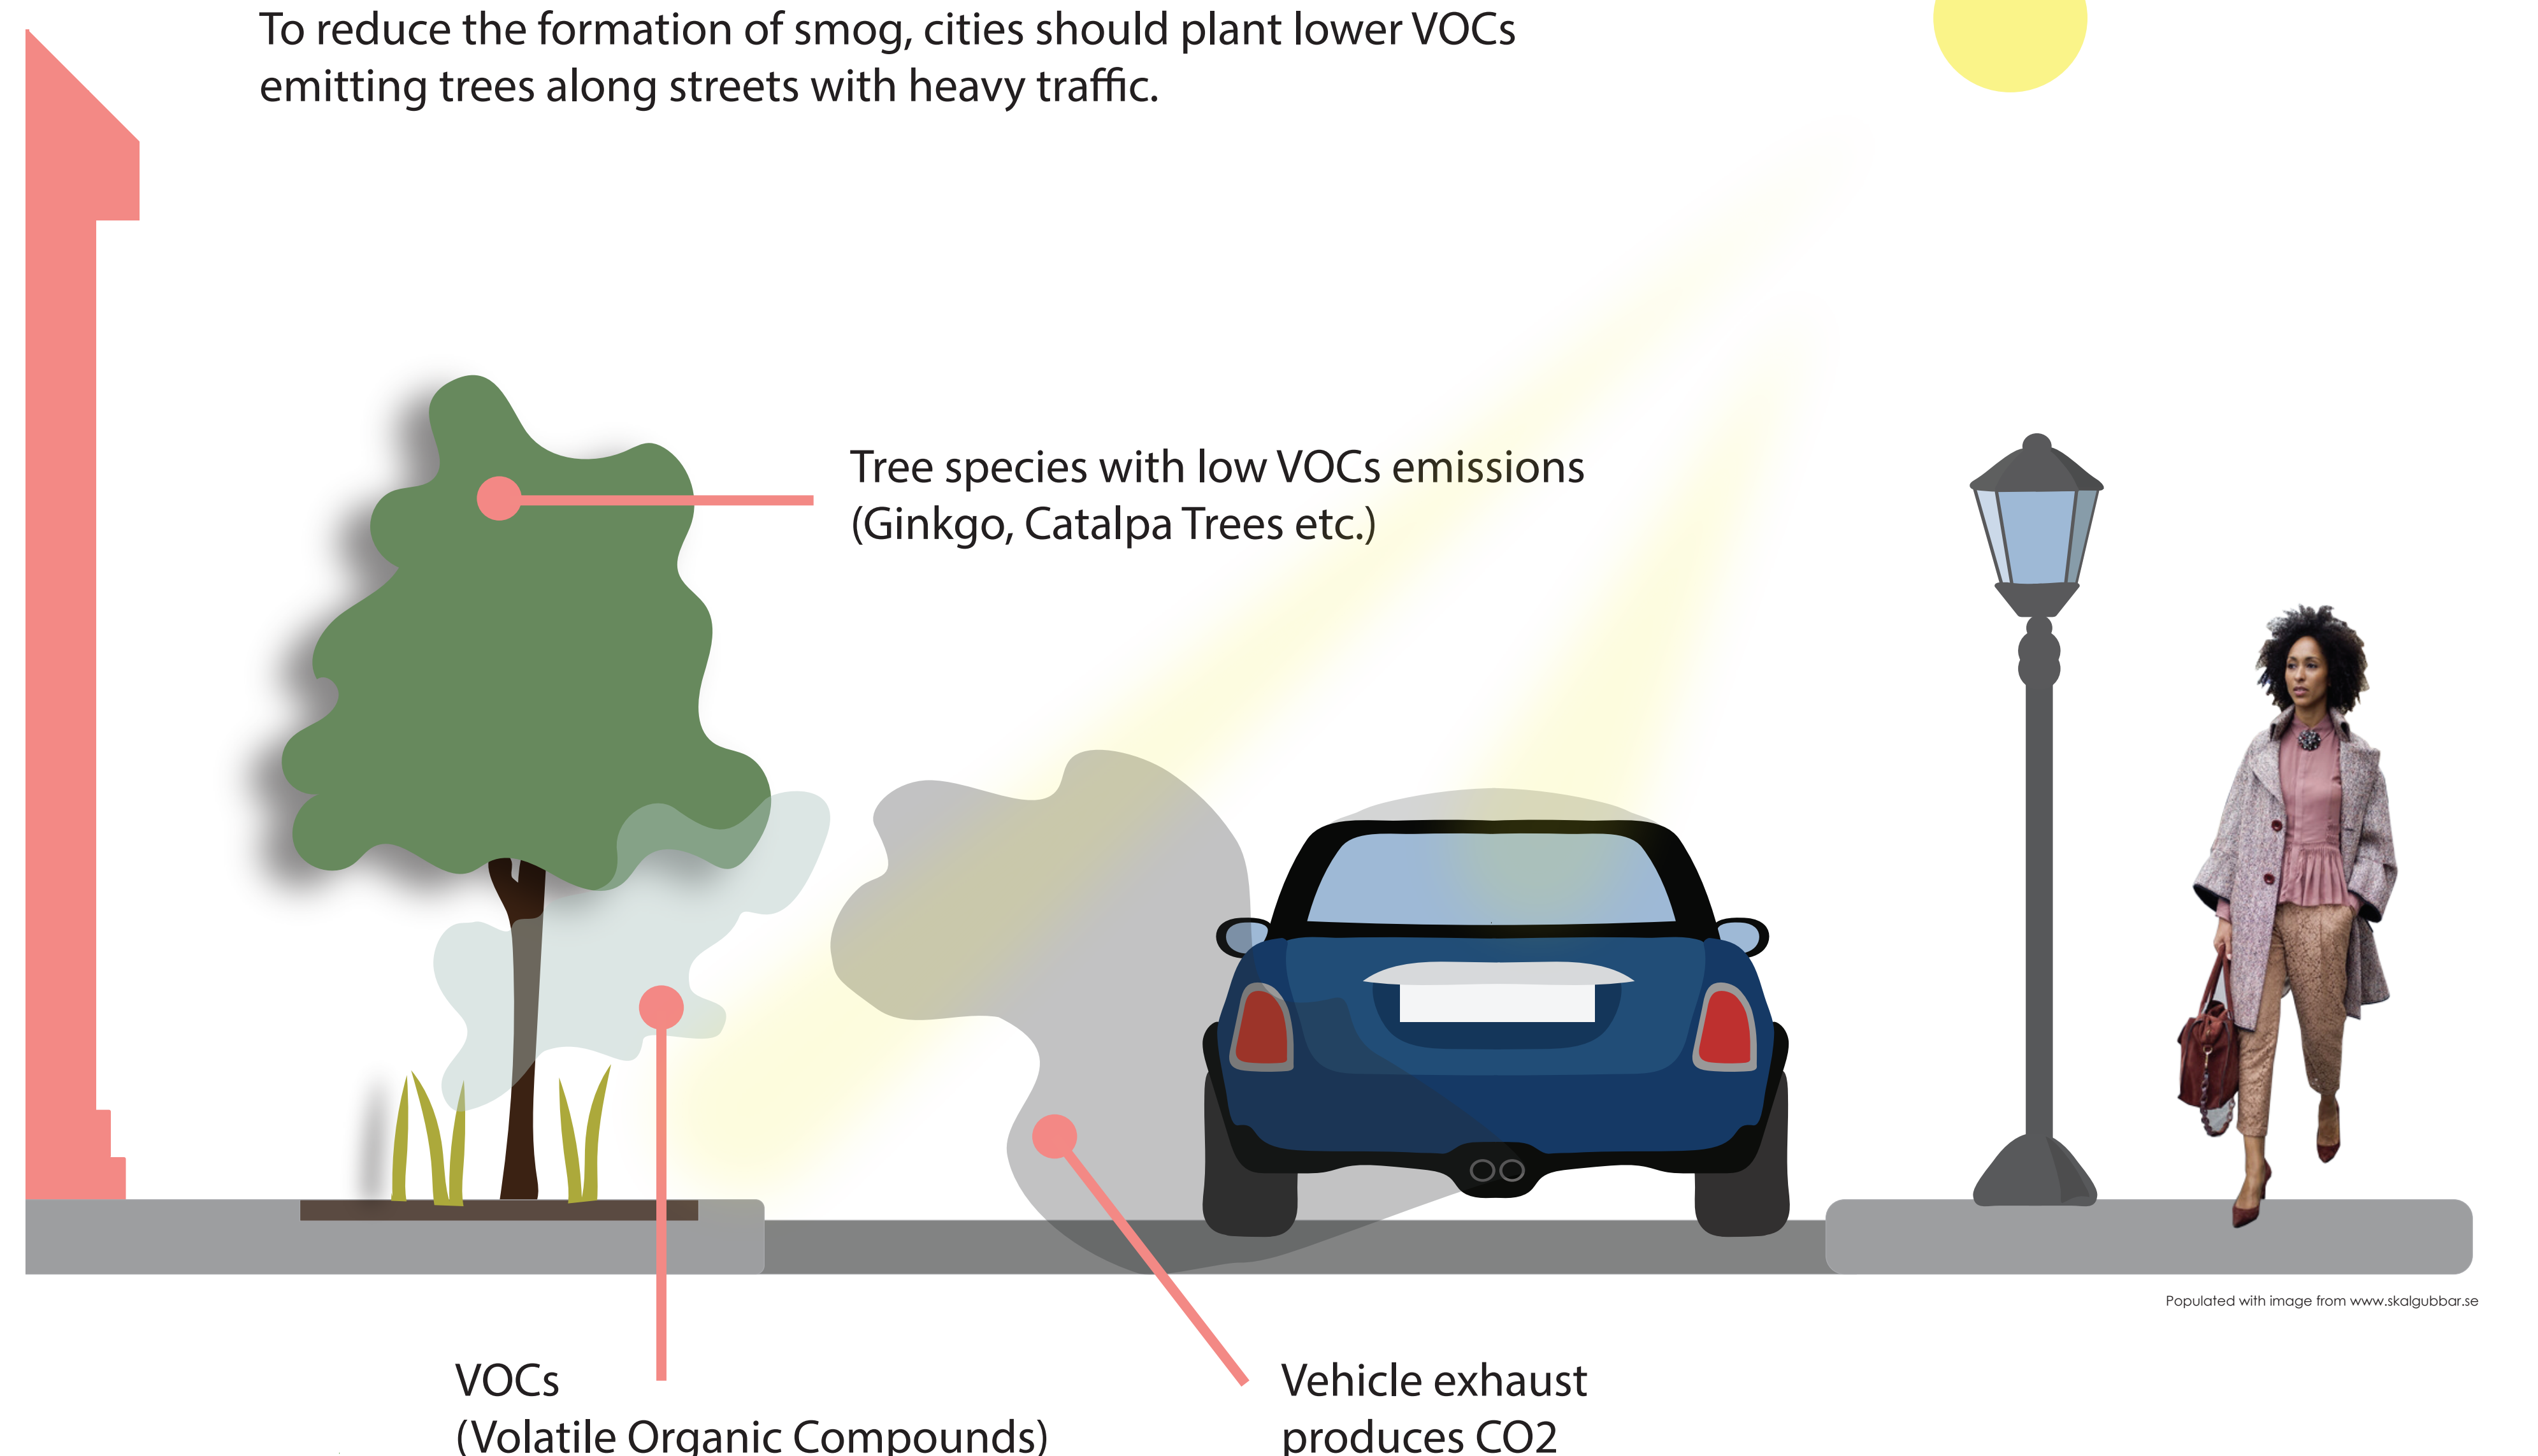 To reduce the formation of smog, cities should plant lower VOCs
emitting trees along streets with heavy traffic.
Tree species with low VOCs emissions
(Ginkgo, Catalpa Trees etc.)
Populated with image from www.skalgubbar.se
VOCs
(Volatile Organic Compounds)
Vehicle exhaust
produces CO2